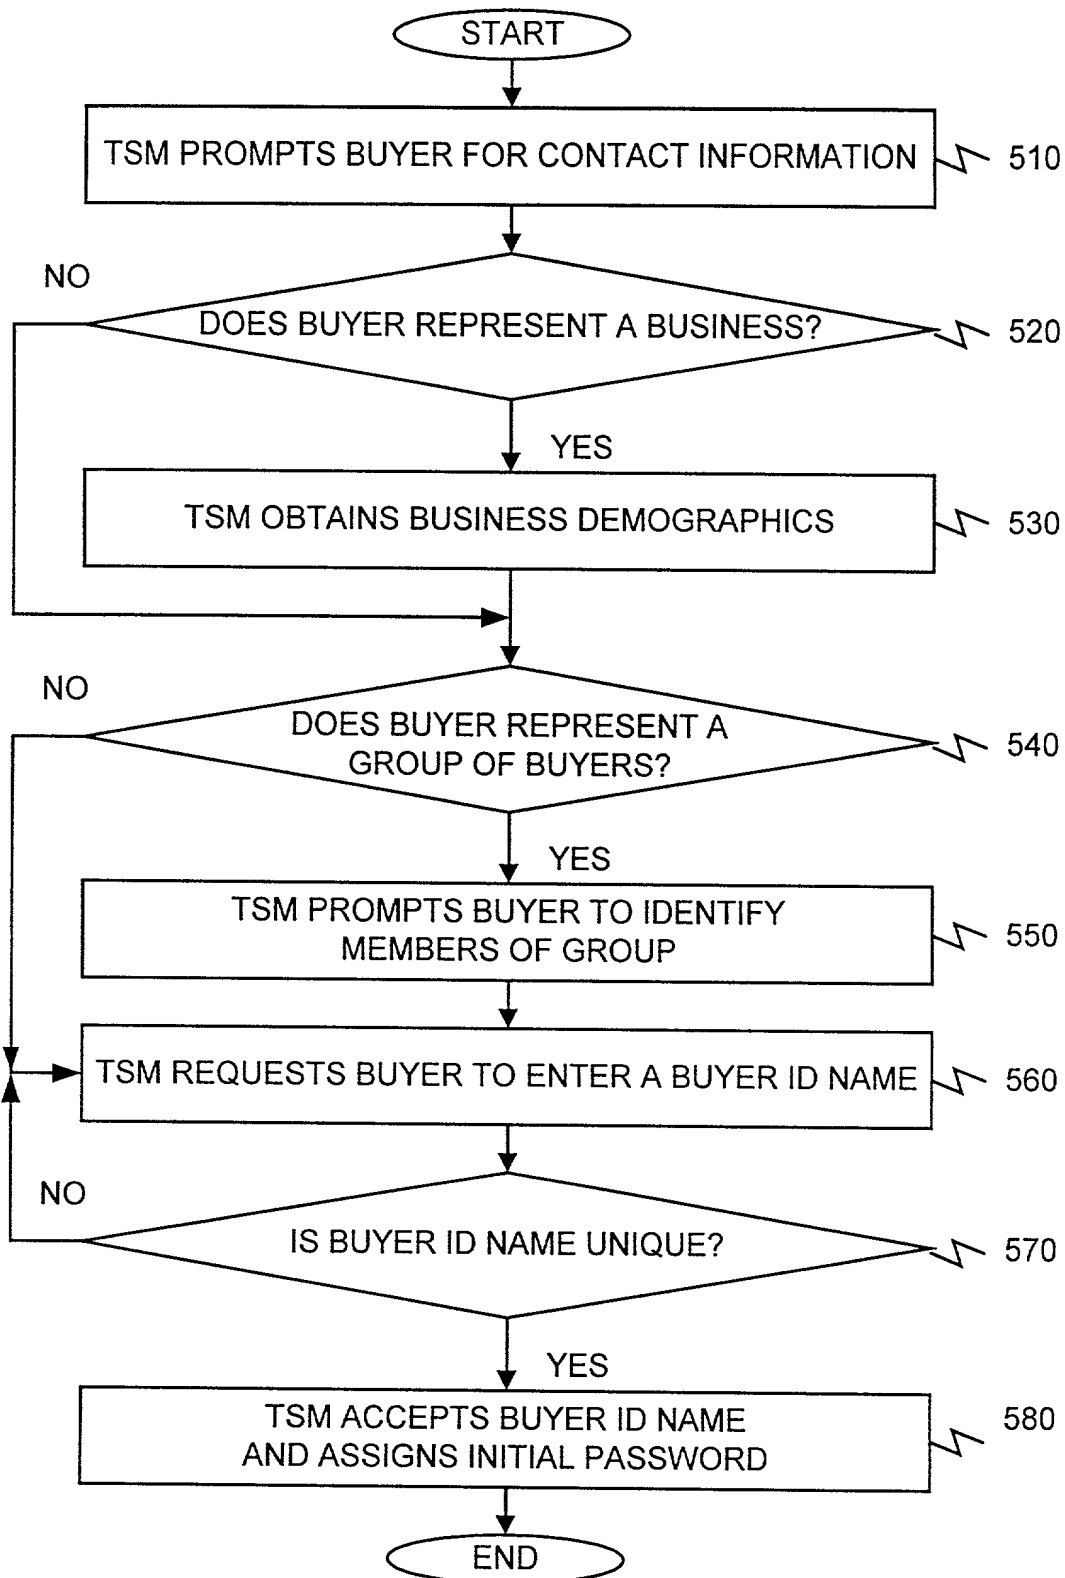 START
TSM PROMPTS BUYER FOR CONTACT INFORMATION
510
NO
DOES BUYER REPRESENT A BUSINESS?
520
YES
TSM OBTAINS BUSINESS DEMOGRAPHICS
530
NO
DOES BUYER REPRESENT A
GROUP OF BUYERS?
540
YES
TSM PROMPTS BUYER TO IDENTIFY
MEMBERS OF GROUP
550
TSM REQUESTS BUYER TO ENTER A BUYER ID NAME
560
NO
IS BUYER ID NAME UNIQUE?
570
YES
TSM ACCEPTS BUYER ID NAME
AND ASSIGNS INITIAL PASSWORD
580
END